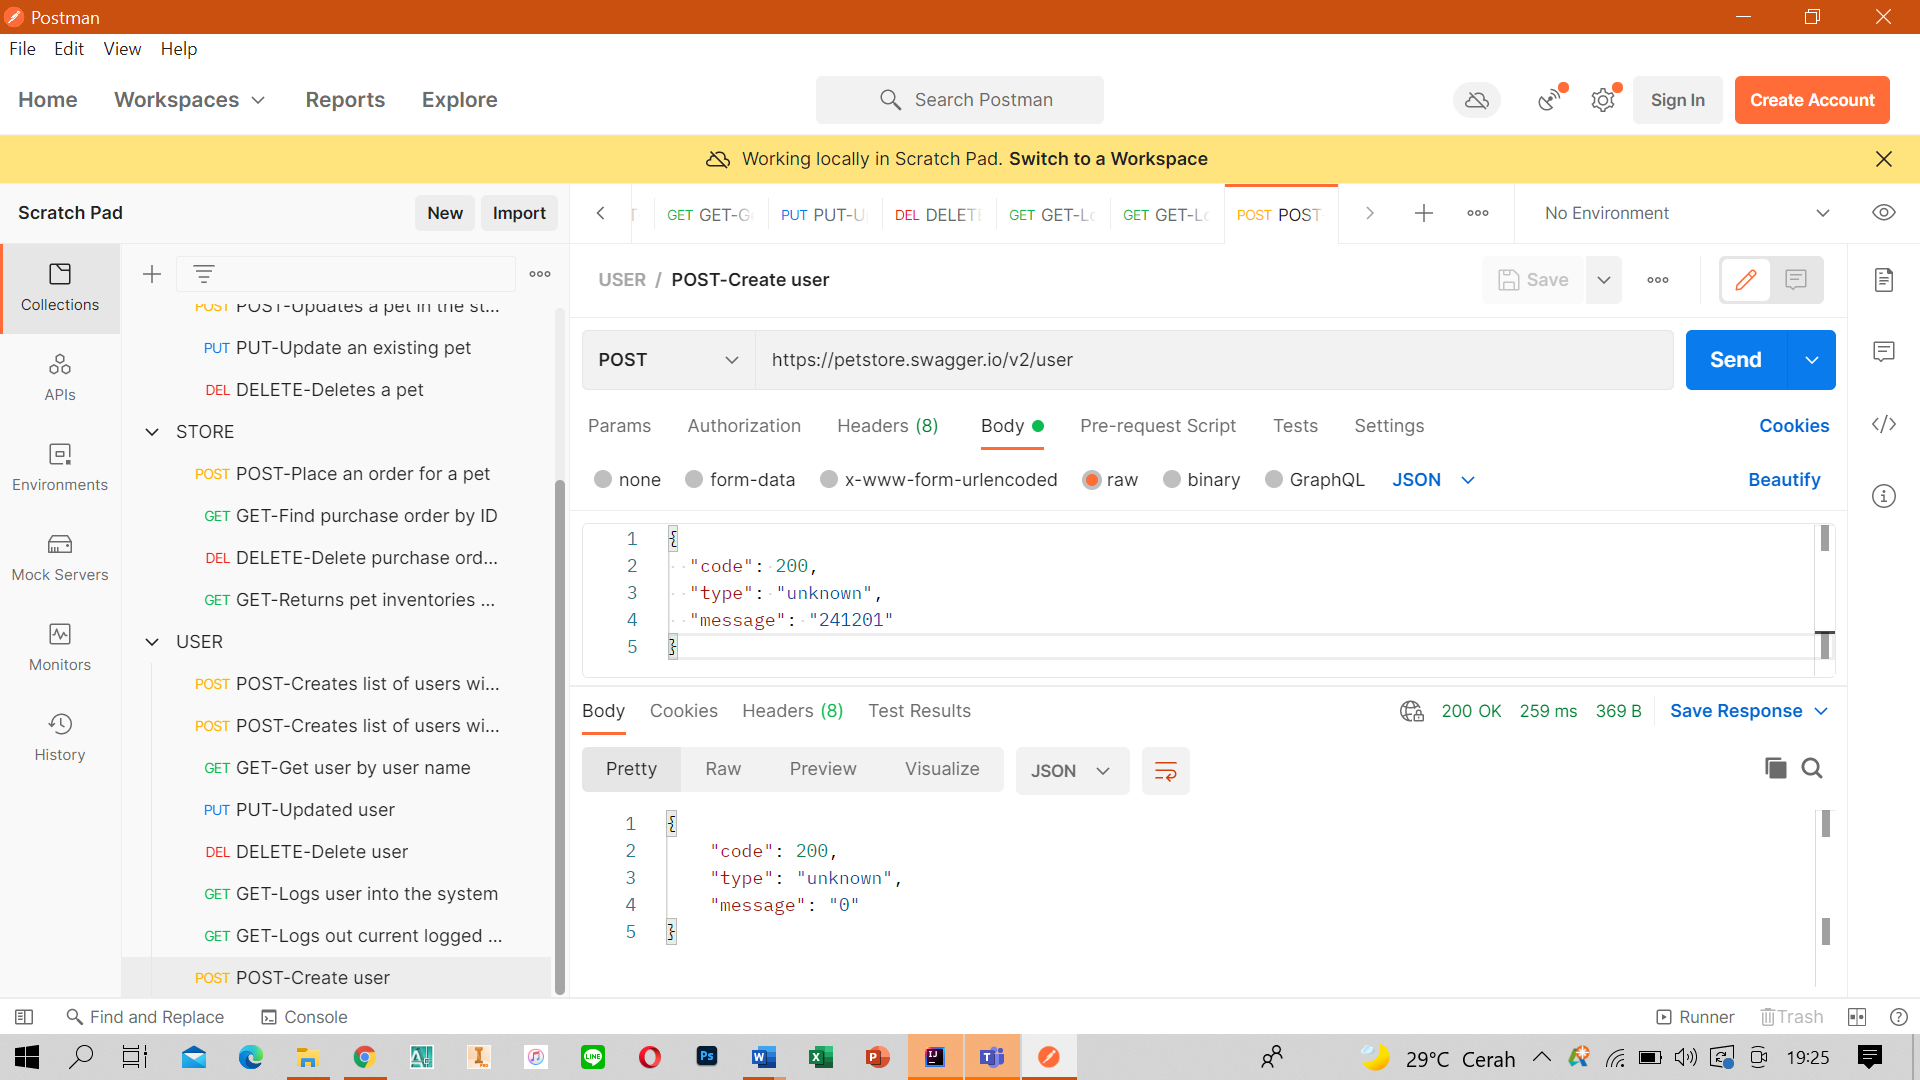 Postman
File Edit View Help
Home Workspaces Reports Explore Search Postman Sign In Create Account
Working locally in Scratch Pad. Switch to a Workspace
Scratch Pad New Import
GET GET-G PUT PUT-U DEL DELET GET GET-L GET GET-L POST POST No Environment
USER / POST-Create user Save
POST https://petstore.swagger.io/v2/user Send
Params Authorization Headers (8) Body Pre-request Script Tests Settings Cookies
none form-data x-www-form-urlencoded raw binary GraphQL JSON Beautify
1 {
2 "code": 200,
3 "type": "unknown",
4 "message": "241201"
5 }
Body Cookies Headers (8) Test Results 200 OK 259 ms 369 B Save Response
Pretty Raw Preview Visualize JSON
1 {
2 "code": 200,
3 "type": "unknown",
4 "message": "0"
5 }
Collections
APIs
Environments
Mock Servers
Monitors
History
POST POST-Updates a pet in the st...
PUT PUT-Update an existing pet
DEL DELETE-Deletes a pet
STORE
POST POST-Place an order for a pet
GET GET-Find purchase order by ID
DEL DELETE-Delete purchase ord...
GET GET-Returns pet inventories ...
USER
POST POST-Creates list of users wi...
POST POST-Creates list of users wi...
GET GET-Get user by user name
PUT PUT-Updated user
DEL DELETE-Delete user
GET GET-Logs user into the system
GET GET-Logs out current logged ...
POST POST-Create user
Find and Replace Console Runner Trash
29°C Cerah 19:25